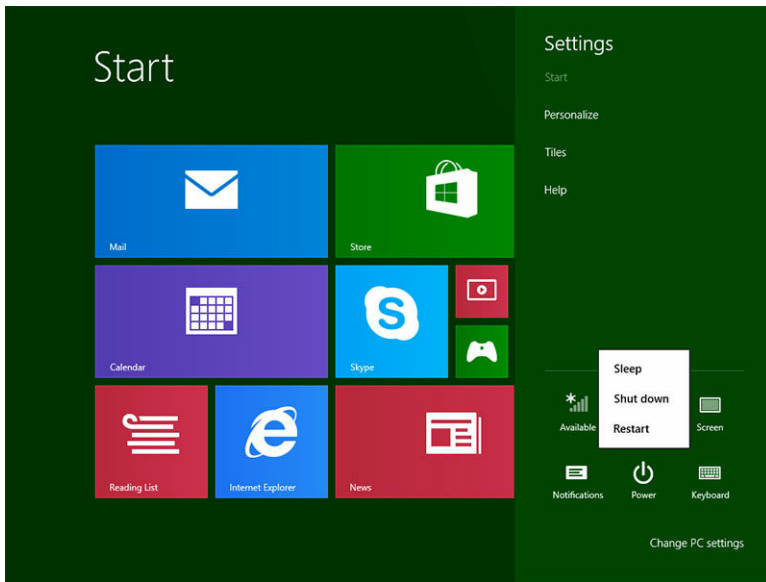 Start
Mail
Store
Calendar
Skype
Reading List
Internet Explorer
News
Settings
Start
Personalize
Tiles
Help
Sleep
Shut down
Restart
Available
Screen
Notifications
Power
Keyboard
Change PC settings